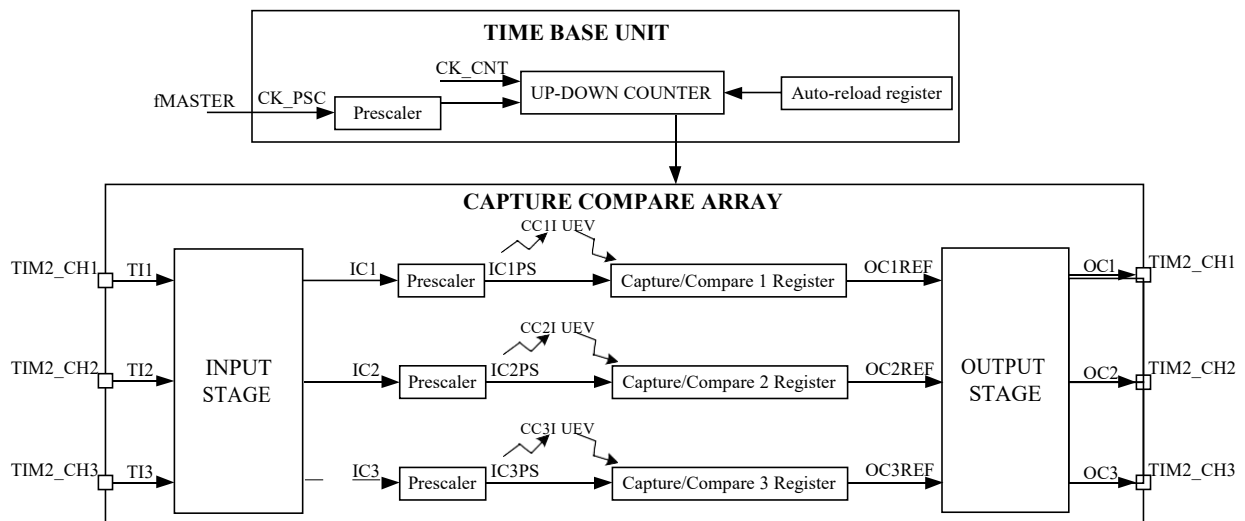 TIME BASE UNIT
CK_CNT
fMASTER CK_PSC
Prescaler
UP-DOWN COUNTER
Auto-reload register
CAPTURE COMPARE ARRAY
CC1I UEV
TIM2_CH1 TI1 IC1 Prescaler IC1PS Capture/Compare 1 Register OC1REF OC1 TIM2_CH1
CC2I UEV
TIM2_CH2 TI2 IC2 Prescaler IC2PS Capture/Compare 2 Register OC2REF OC2 TIM2_CH2
INPUT
STAGE
OUTPUT
STAGE
CC3I UEV
TIM2_CH3 TI3 IC3 Prescaler IC3PS Capture/Compare 3 Register OC3REF OC3 TIM2_CH3